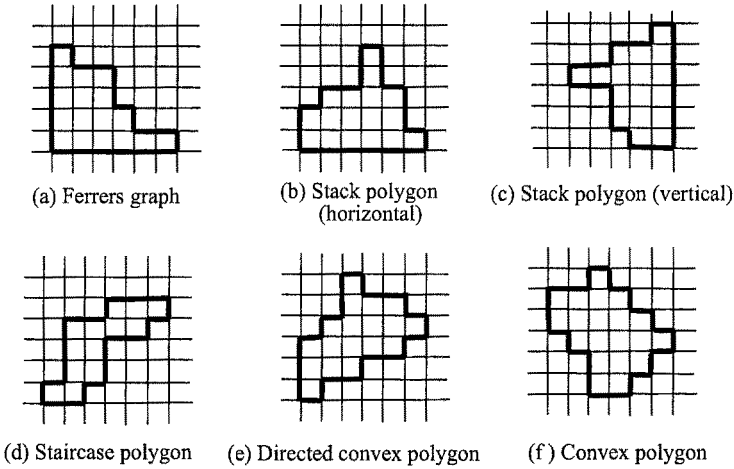 (a) Ferrers graph
(b) Stack polygon
(horizontal)
(c) Stack polygon (vertical)
(d) Staircase polygon
(e) Directed convex polygon
(f) Convex polygon